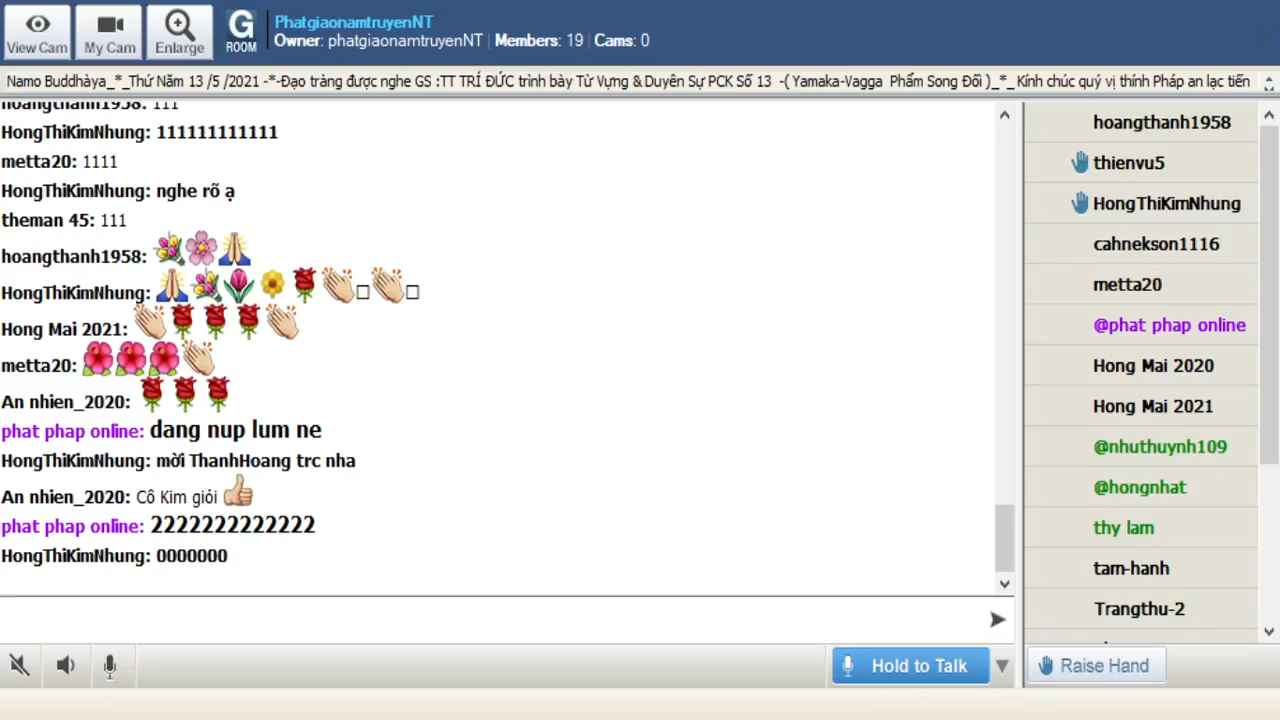 View Cam
My Cam
Enlarge
G
ROOM
PhatgiaonamtruyenNT
Owner: phatgiaonamtruyenNT | Members: 19 | Cams: 0
Namo Buddhàya_*_Thứ Năm 13 /5 /2021 -*-Đạo tràng được nghe GS :TT TRÍ ĐỨC trình bày Từ Vựng & Duyên Sự PCK Số 13 -( Yamaka-Vagga Phẩm Song Đối )_*_ Kính chúc quý vị thính Pháp an lạc tiến
hoangthanh1958: 111
HongThiKimNhung: 111111111111
metta20: 1111
HongThiKimNhung: nghe rõ ạ
theman 45: 111
hoangthanh1958:
HongThiKimNhung:
Hong Mai 2021:
metta20:
An nhien_2020:
phat phap online: dang nup lum ne
HongThiKimNhung: mời ThanhHoang trc nha
An nhien_2020: Cô Kim giỏi
phat phap online: 2222222222222
HongThiKimNhung: 0000000
hoangthanh1958
thienvu5
HongThiKimNhung
cahnekson1116
metta20
@phat phap online
Hong Mai 2020
Hong Mai 2021
@nhuthuynh109
@hongnhat
thy lam
tam-hanh
Trangthu-2
Hold to Talk
Raise Hand